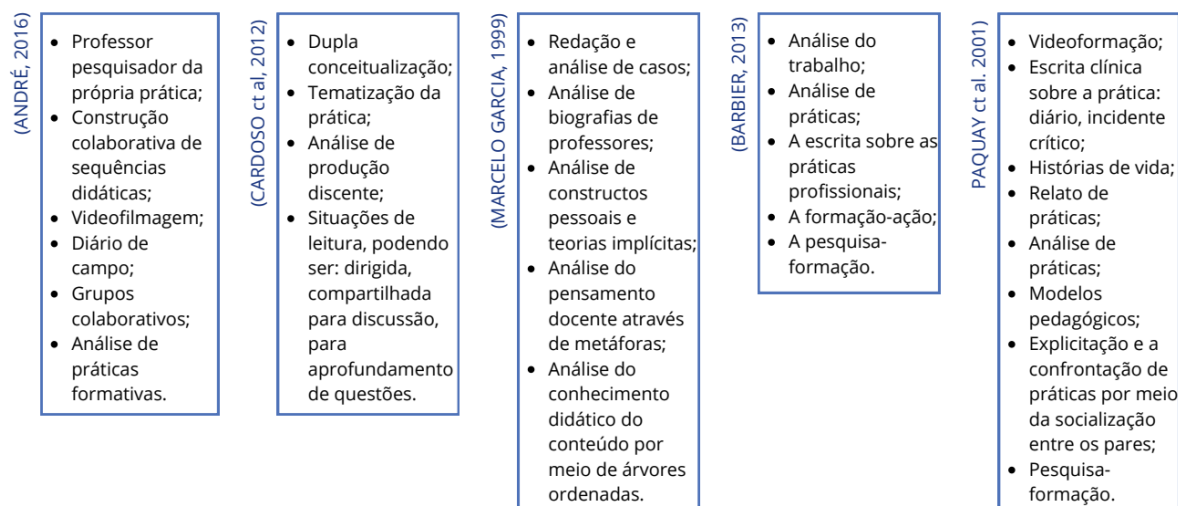 (ANDRÉ, 2016)
• Professor
pesquisador da
própria prática;
• Construção
colaborativa de
sequências
didáticas;
• Videofilmagem;
• Diário de
campo;
• Grupos
colaborativos;
• Análise de
práticas
formativas.
(CARDOSO ct al, 2012)
• Dupla
conceitualização;
• Tematização da
prática;
• Análise de
produção
discente;
• Situações de
leitura, podendo
ser: dirigida,
compartilhada
para discussão,
para
aprofundamento
de questões.
(MARCELO GARCIA, 1999)
• Redação e
análise de casos;
• Análise de
biografias de
professores;
• Análise de
constructos
pessoais e
teorias implícitas;
• Análise do
pensamento
docente através
de metáforas;
• Análise do
conhecimento
didático do
conteúdo por
meio de árvores
ordenadas.
(BARBIER, 2013)
• Análise do
trabalho;
• Análise de
práticas;
• A escrita sobre as
práticas
profissionais;
• A formação-ação;
• A pesquisa-
formação.
PAQUAY ct al. 2001)
• Videoformação;
• Escrita clínica
sobre a prática:
diário, incidente
crítico;
• Histórias de vida;
• Relato de
práticas;
• Análise de
práticas;
• Modelos
pedagógicos;
• Explicitação e a
confrontação de
práticas por meio
da socialização
entre os pares;
• Pesquisa-
formação.